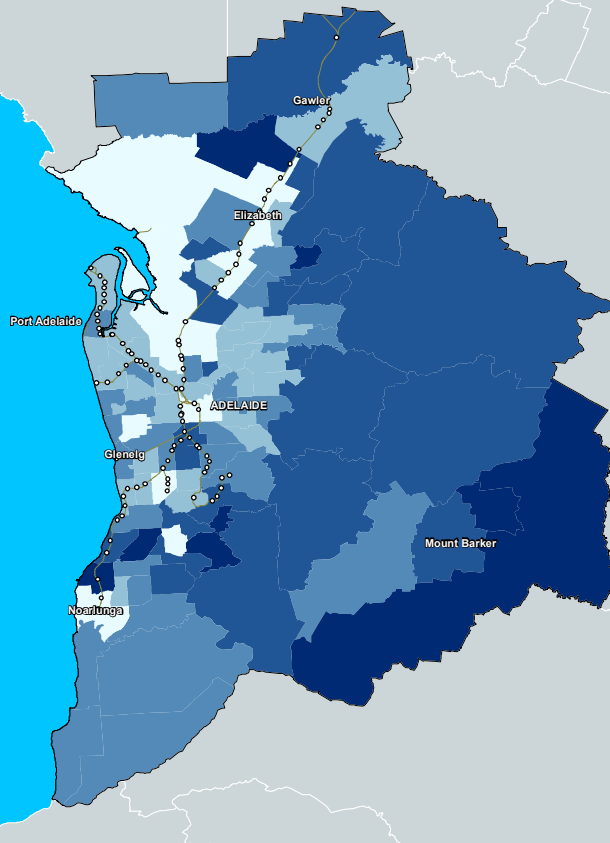 Gawler
Elizabeth
Port Adelaide
ADELAIDE
Glenelg
Mount Barker
Noarlunga